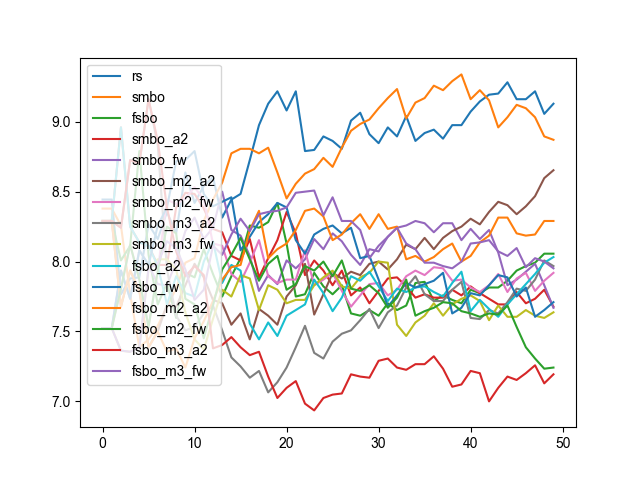 rs
smbo
fsbo
smbo_a2
smbo_fw
smbo_m2_a2
smbo_m2_fw
smbo_m3_a2
smbo_m3_fw
fsbo_a2
fsbo_fw
fsbo_m2_a2
fsbo_m2_fw
fsbo_m3_a2
fsbo_m3_fw
9.0
8.5
8.0
7.5
7.0
0 10 20 30 40 50